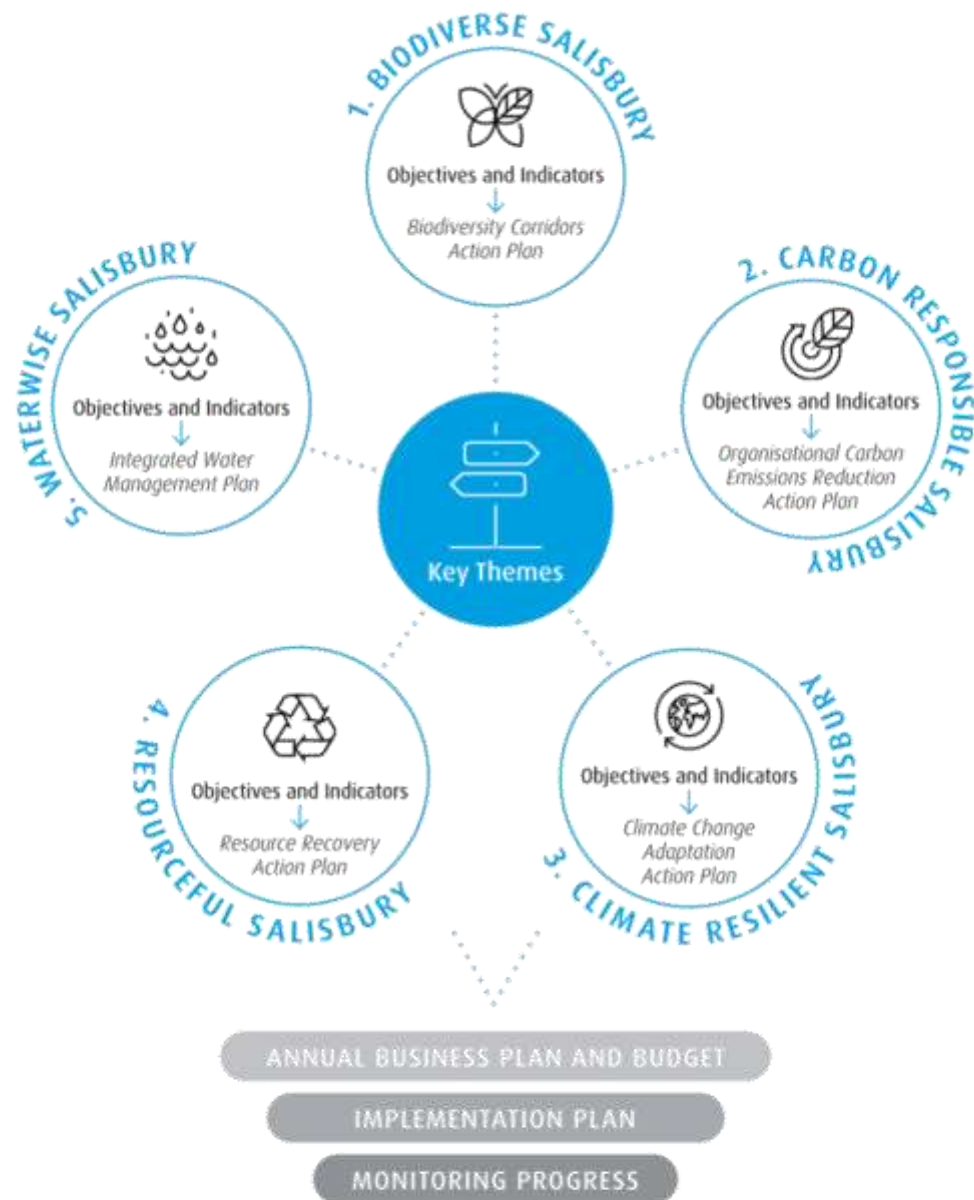 1. BIODIVERSE SALISBURY
Objectives and Indicators
Biodiversity Corridors
Action Plan
2. CARBON RESPONSIBLE SALISBURY
Objectives and Indicators
Organisational Carbon
Emissions Reduction
Action Plan
3. CLIMATE RESILIENT SALISBURY
Objectives and Indicators
Climate Change
Adaptation
Action Plan
4. RESOURCEFUL SALISBURY
Objectives and Indicators
Resource Recovery
Action Plan
5. WATERWISE SALISBURY
Objectives and Indicators
Integrated Water
Management Plan
Key Themes
ANNUAL BUSINESS PLAN AND BUDGET
IMPLEMENTATION PLAN
MONITORING PROGRESS